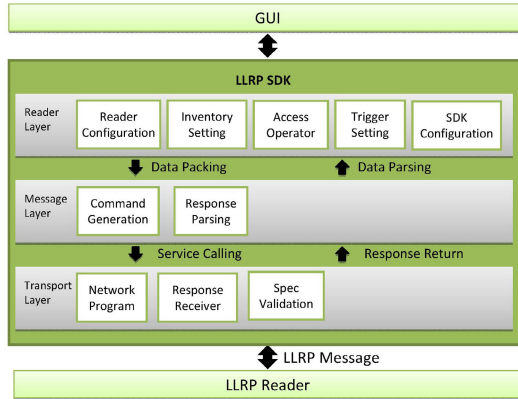 GUI
LLRP SDK
Reader
Layer
Reader
Configuration
Inventory
Setting
Access
Operator
Trigger
Setting
SDK
Configuration
Data Packing
Data Parsing
Message
Layer
Command
Generation
Response
Parsing
Service Calling
Response Return
Transport
Layer
Network
Program
Response
Receiver
Spec
Validation
LLRP Message
LLRP Reader